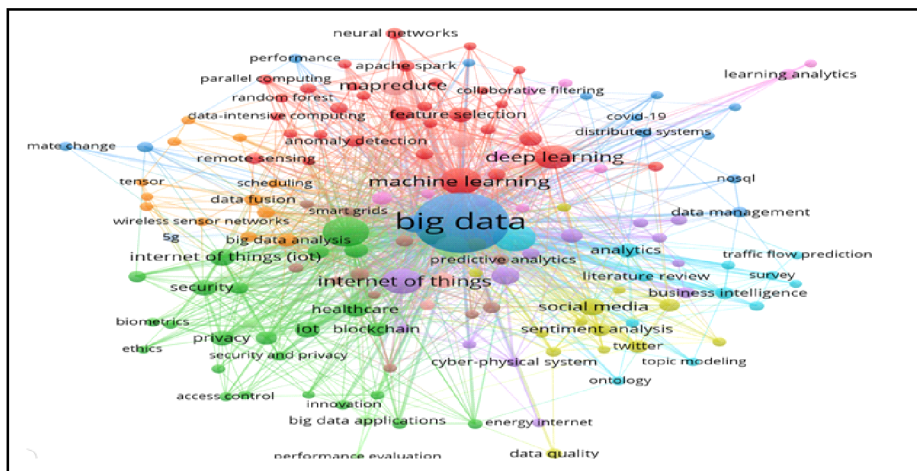 neural networks
performance
apache spark
learning analytics
parallel computing
mapreduce
collaborative filtering
random forest
data-intensive computing
feature selection
covid-19
distributed systems
anomaly detection
mate change
remote sensing
deep learning
tensor
scheduling
machine learning
nosql
data fusion
smart grids
data management
wireless sensor networks
big data
5g
big data analysis
analytics
internet of things (iot)
predictive analytics
traffic flow prediction
literature review
survey
security
internet of things
business intelligence
healthcare
social media
biometrics
privacy
iot
blockchain
sentiment analysis
ethics
security and privacy
twitter
cyber-physical system
topic modeling
ontology
access control
innovation
big data applications
energy internet
performance evaluation
data quality